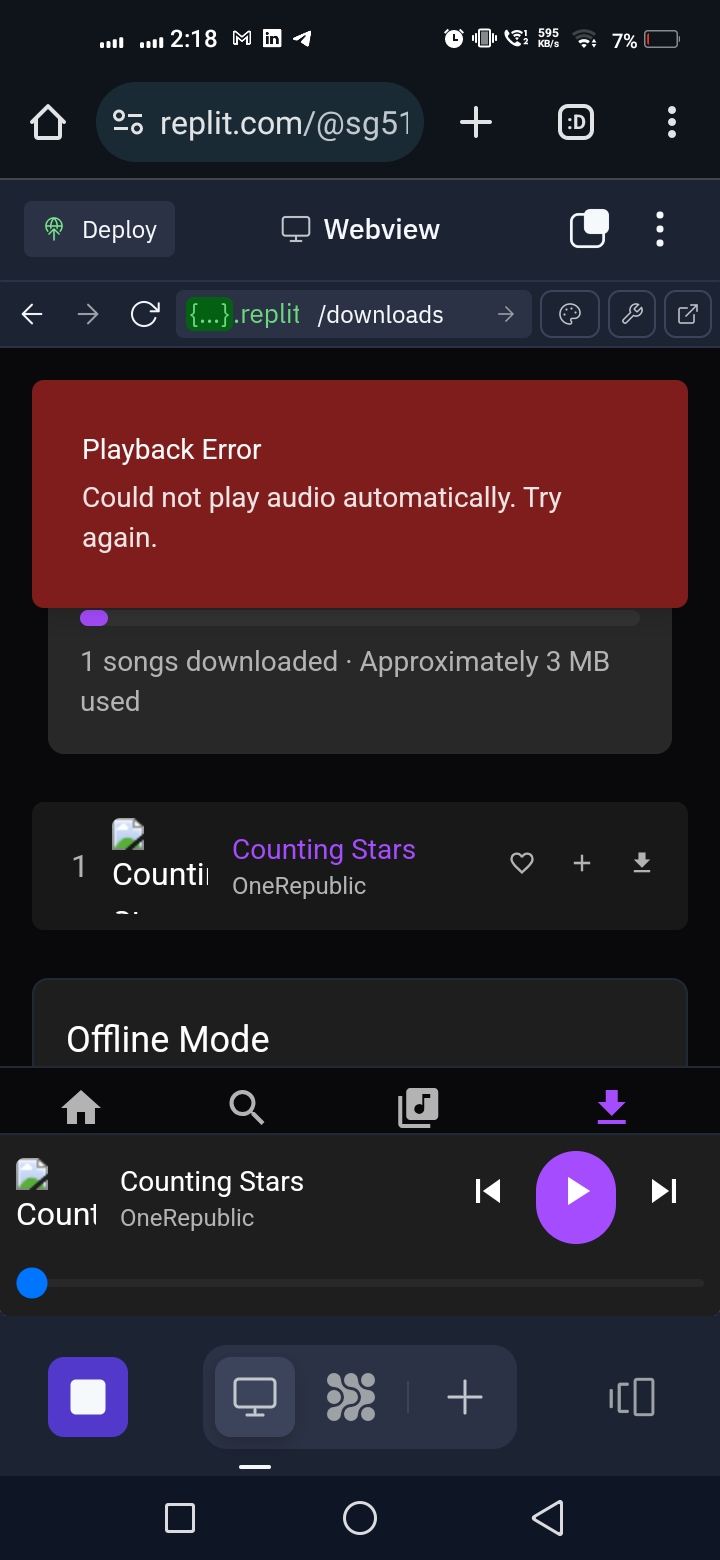 2:18
595
KB/s
7%
replit.com/@sg51
:D
Deploy
Webview
{...}.replit /downloads
Playback Error
Could not play audio automatically. Try
again.
1 songs downloaded · Approximately 3 MB
used
1
Counti
Counting Stars
OneRepublic
Offline Mode
Count
Counting Stars
OneRepublic